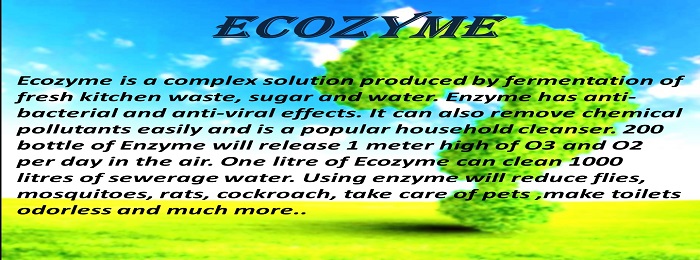 ECOZYME
Ecozyme is a complex solution produced by fermentation of
fresh kitchen waste, sugar and water. Enzyme has anti-
bacterial and anti-viral effects. It can also remove chemical
pollutants easily and is a popular household cleanser. 200
bottle of Enzyme will release 1 meter high of O3 and O2
per day in the air. One litre of Ecozyme can clean 1000
litres of sewerage water. Using enzyme will reduce flies,
mosquitoes, rats, cockroach, take care of pets ,make toilets
odorless and much more..